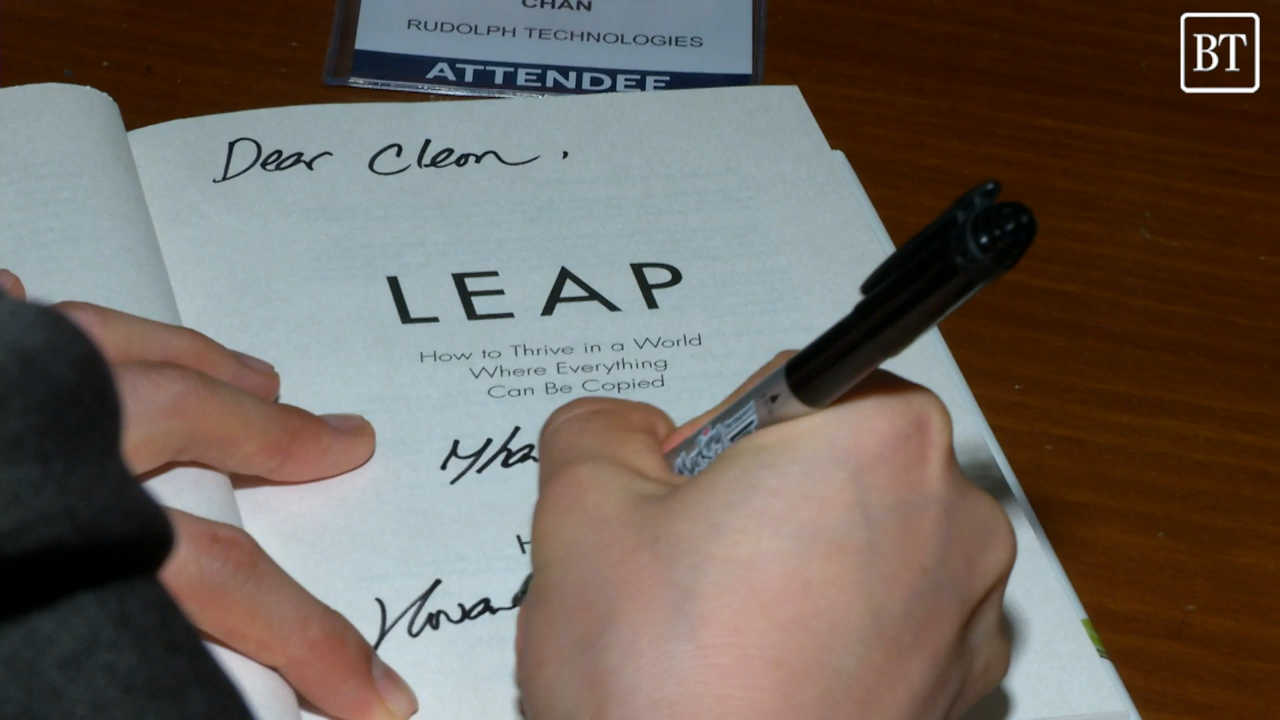 CHAN
RUDOLPH TECHNOLOGIES
ATTENDEE
BT
Dear Cleon,
LEAP
How to Thrive in a World
Where Everything
Can Be Copied
H